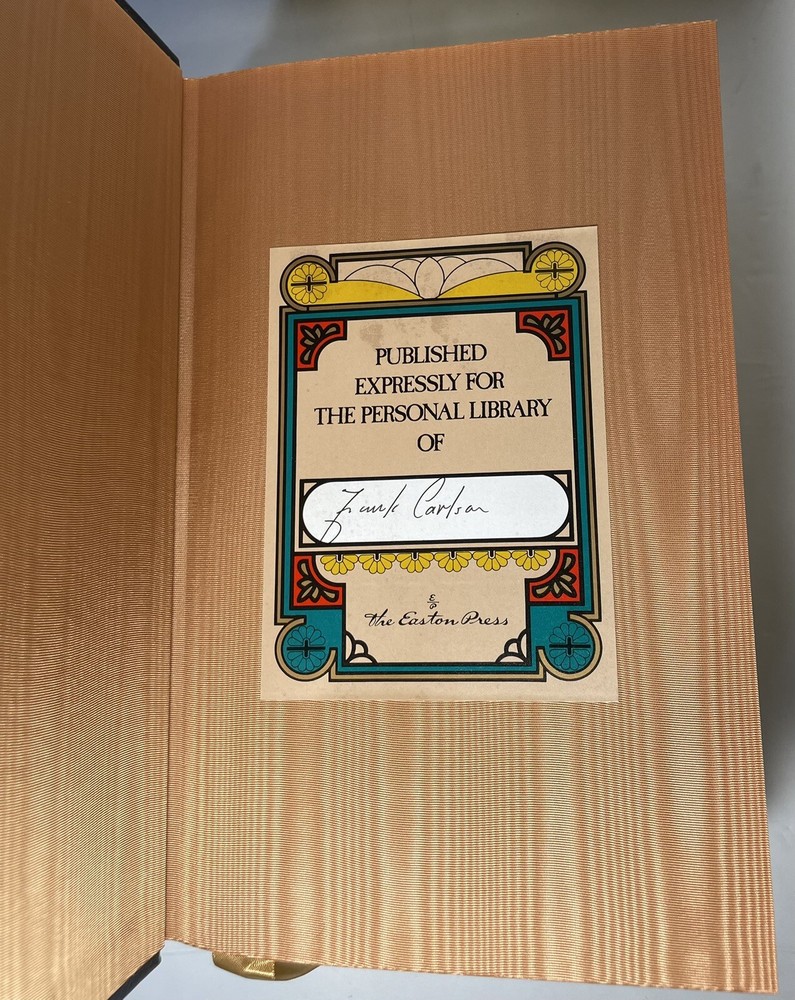 PUBLISHED
EXPRESSLY FOR
THE PERSONAL LIBRARY
OF
Frank Carlson
E/P
The Easton Press